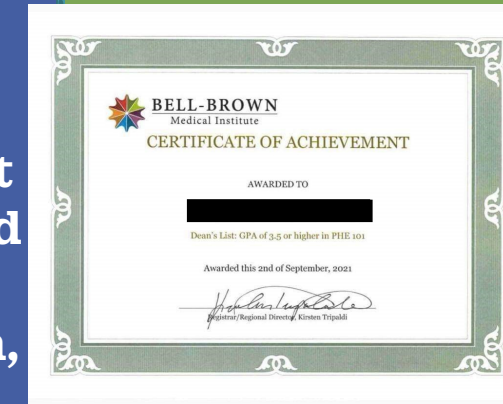 t
d
,
BELL-BROWN
Medical Institute
CERTIFICATE OF ACHIEVEMENT
AWARDED TO
Dean's List: GPA of 3.5 or higher in PHE 101
Awarded this 2nd of September, 2021
Registrar/Regional Director, Kirsten Tripaldi